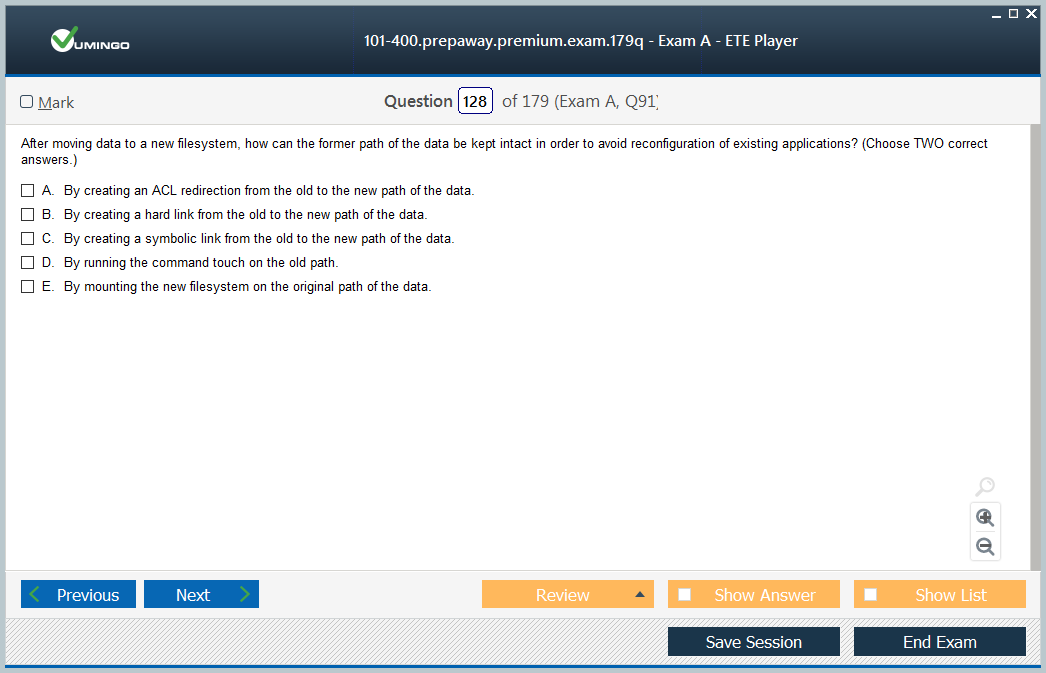 VUMINGO
101-400.prepaway.premium.exam.179q - Exam A - ETE Player
Mark
Question 128 of 179 (Exam A, Q91)
After moving data to a new filesystem, how can the former path of the data be kept intact in order to avoid reconfiguration of existing applications? (Choose TWO correct
answers.)
A. By creating an ACL redirection from the old to the new path of the data.
B. By creating a hard link from the old to the new path of the data.
C. By creating a symbolic link from the old to the new path of the data.
D. By running the command touch on the old path.
E. By mounting the new filesystem on the original path of the data.
Previous
Next
Review
Show Answer
Show List
Save Session
End Exam